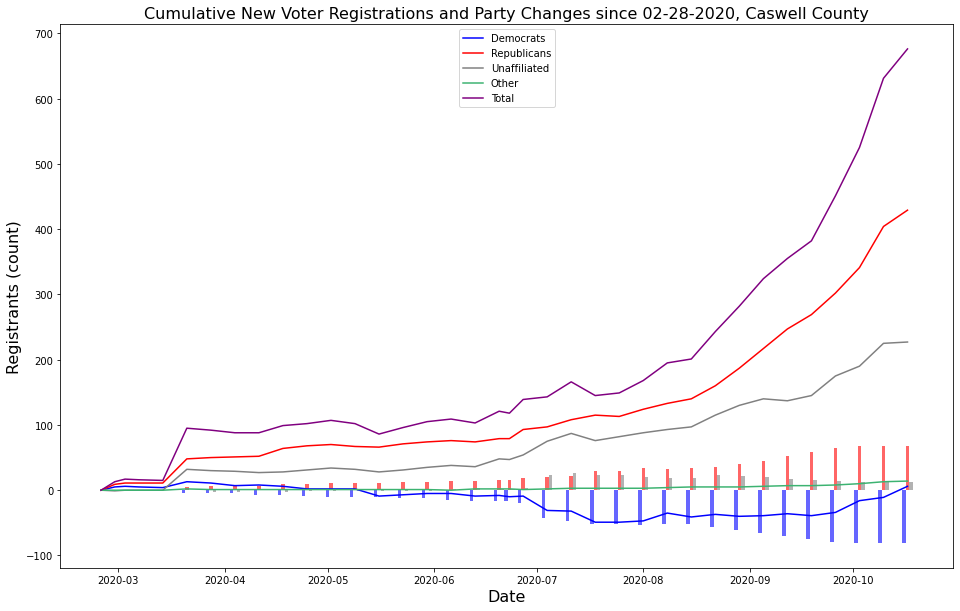 Cumulative New Voter Registrations and Party Changes since 02-28-2020, Caswell County
Democrats
Republicans
Unaffiliated
Other
Total
Registrants (count)
700
600
500
400
300
200
100
0
−100
2020-03
2020-04
2020-05
2020-06
2020-07
2020-08
2020-09
2020-10
Date